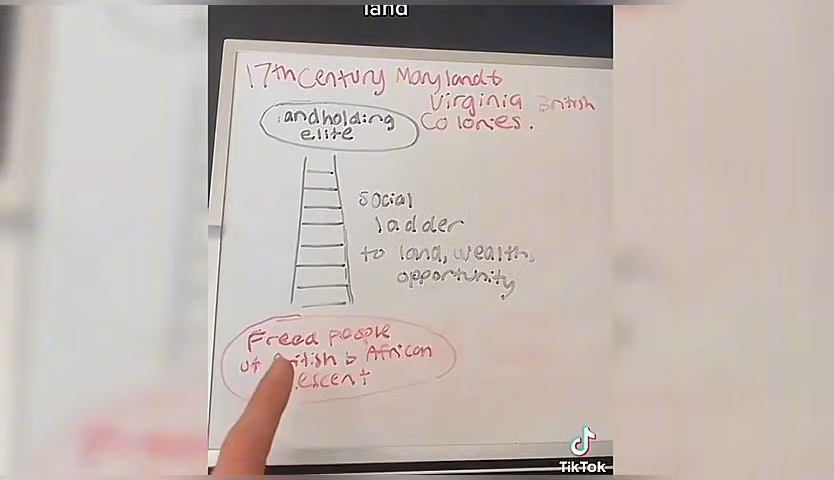 land
17th Century Maryland &
Virginia British
Colonies.
landholding
elite
social
ladder
to land, wealth,
opportunity
Freed people
of British & African
escent
TikTok